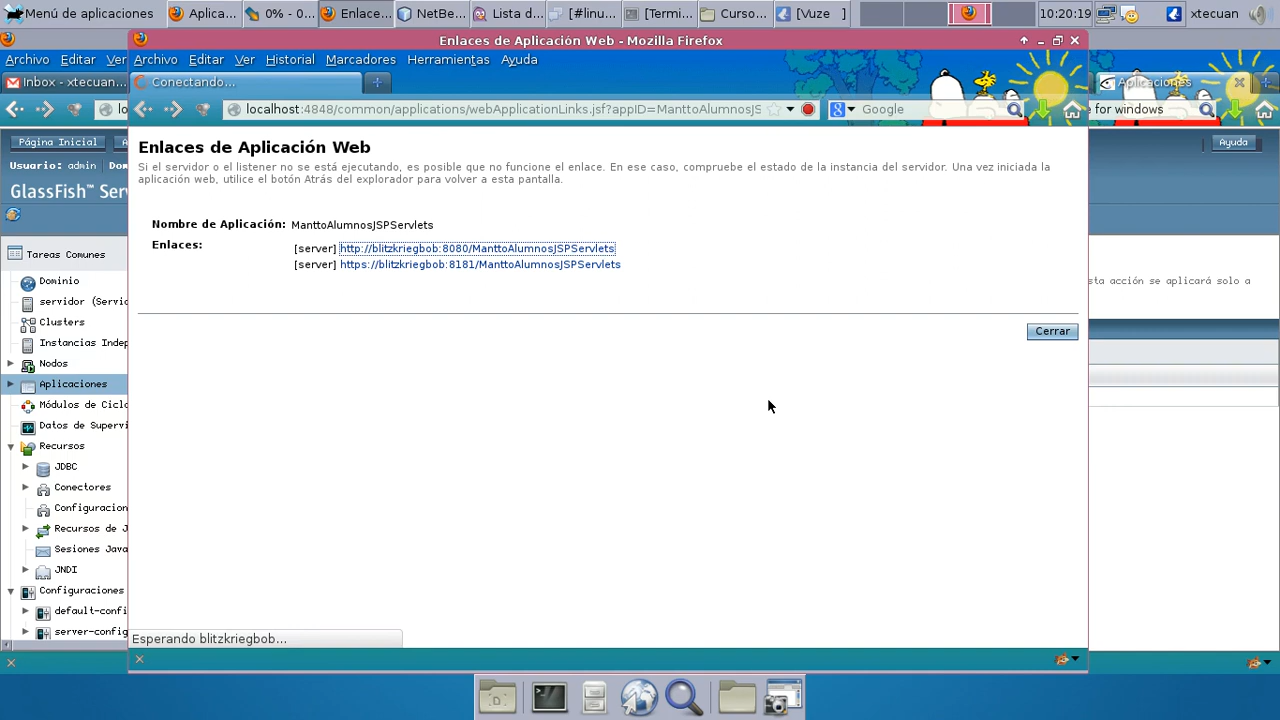 Menú de aplicaciones
Aplica...
0% - 0...
Enlace...
NetBe...
Lista d...
[#linu...
[Termi...
Curso...
[Vuze ]
10:20:19
xtecuan
Enlaces de Aplicación Web - Mozilla Firefox
Archivo Editar Ver
Archivo Editar Ver Historial Marcadores Herramientas Ayuda
Inbox - xtecuan...
Conectando...
Aplicaciones
localhost:4848/common/applications/webApplicationLinks.jsf?appID=ManttoAlumnosJS
Google
e for windows
Página Inicial
Ayuda
Usuario: admin
GlassFish™ Ser
Enlaces de Aplicación Web
Si el servidor o el listener no se está ejecutando, es posible que no funcione el enlace. En ese caso, compruebe el estado de la instancia del servidor. Una vez iniciada la
aplicación web, utilice el botón Atrás del explorador para volver a esta pantalla.
Nombre de Aplicación: ManttoAlumnosJSPServlets
Enlaces:
[server] http://blitzkriegbob:8080/ManttoAlumnosJSPServlets
[server] https://blitzkriegbob:8181/ManttoAlumnosJSPServlets
Cerrar
sta acción se aplicará solo a
Tareas Comunes
Dominio
servidor (Servic
Clusters
Instancias Indep
Nodos
Aplicaciones
Módulos de Ciclo
Datos de Supervi
Recursos
JDBC
Conectores
Configuracion
Recursos de J
Sesiones Java
JNDI
Configuraciones
default-confi
server-config
Esperando blitzkriegbob...